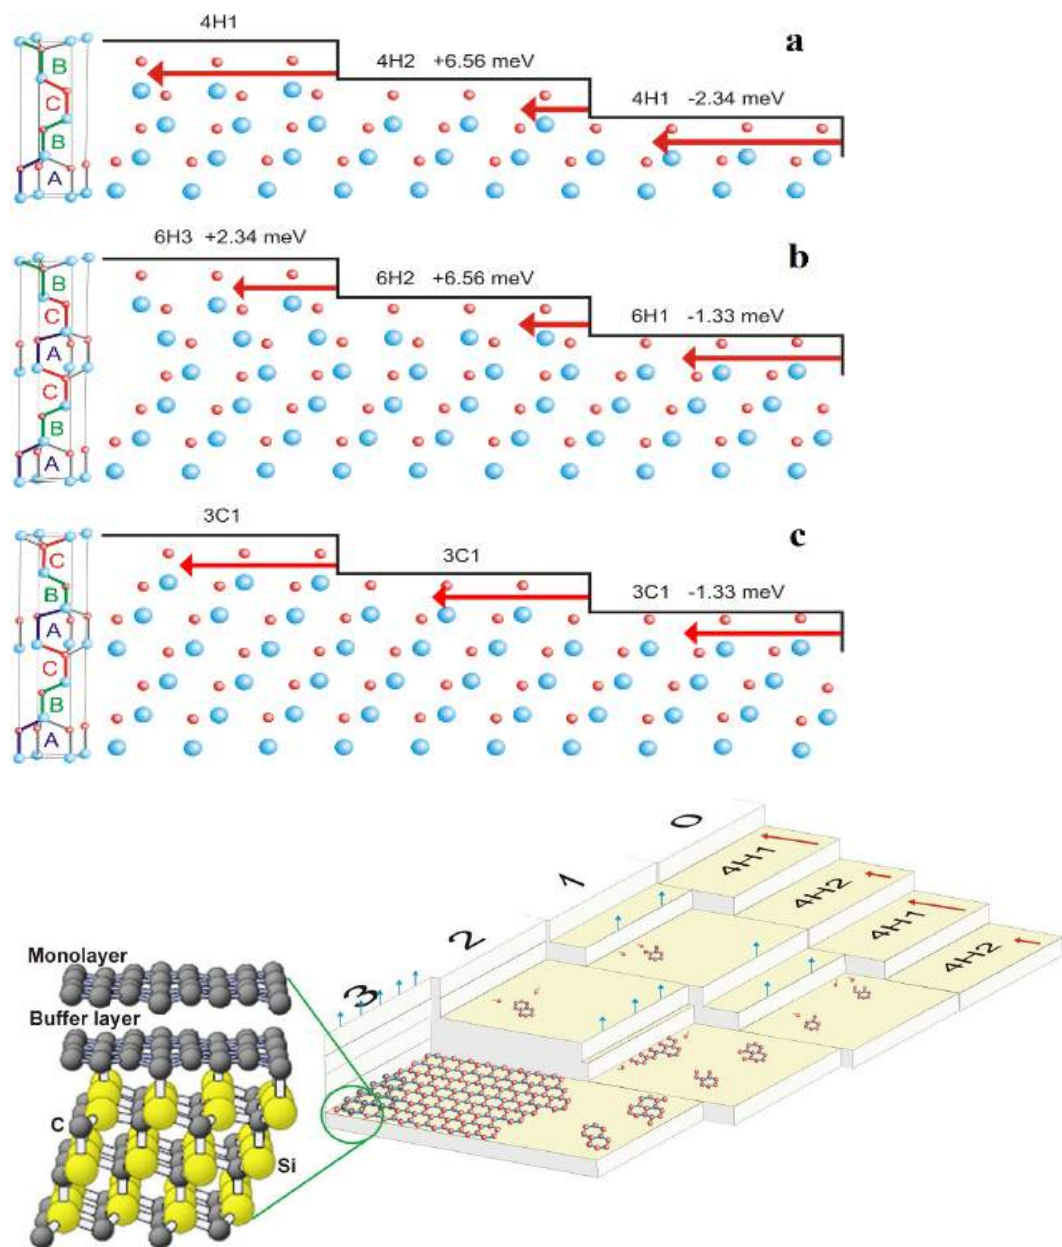 4H1
a
B
4H2 +6.56 meV
C
4H1 -2.34 meV
B
A
6H3 +2.34 meV
b
B
6H2 +6.56 meV
C
6H1 -1.33 meV
A
C
B
A
3C1
c
C
3C1
B
3C1 -1.33 meV
A
C
B
A
0
4H1
1
4H2
4H1
2
4H2
Monolayer
3
Buffer layer
C
Si